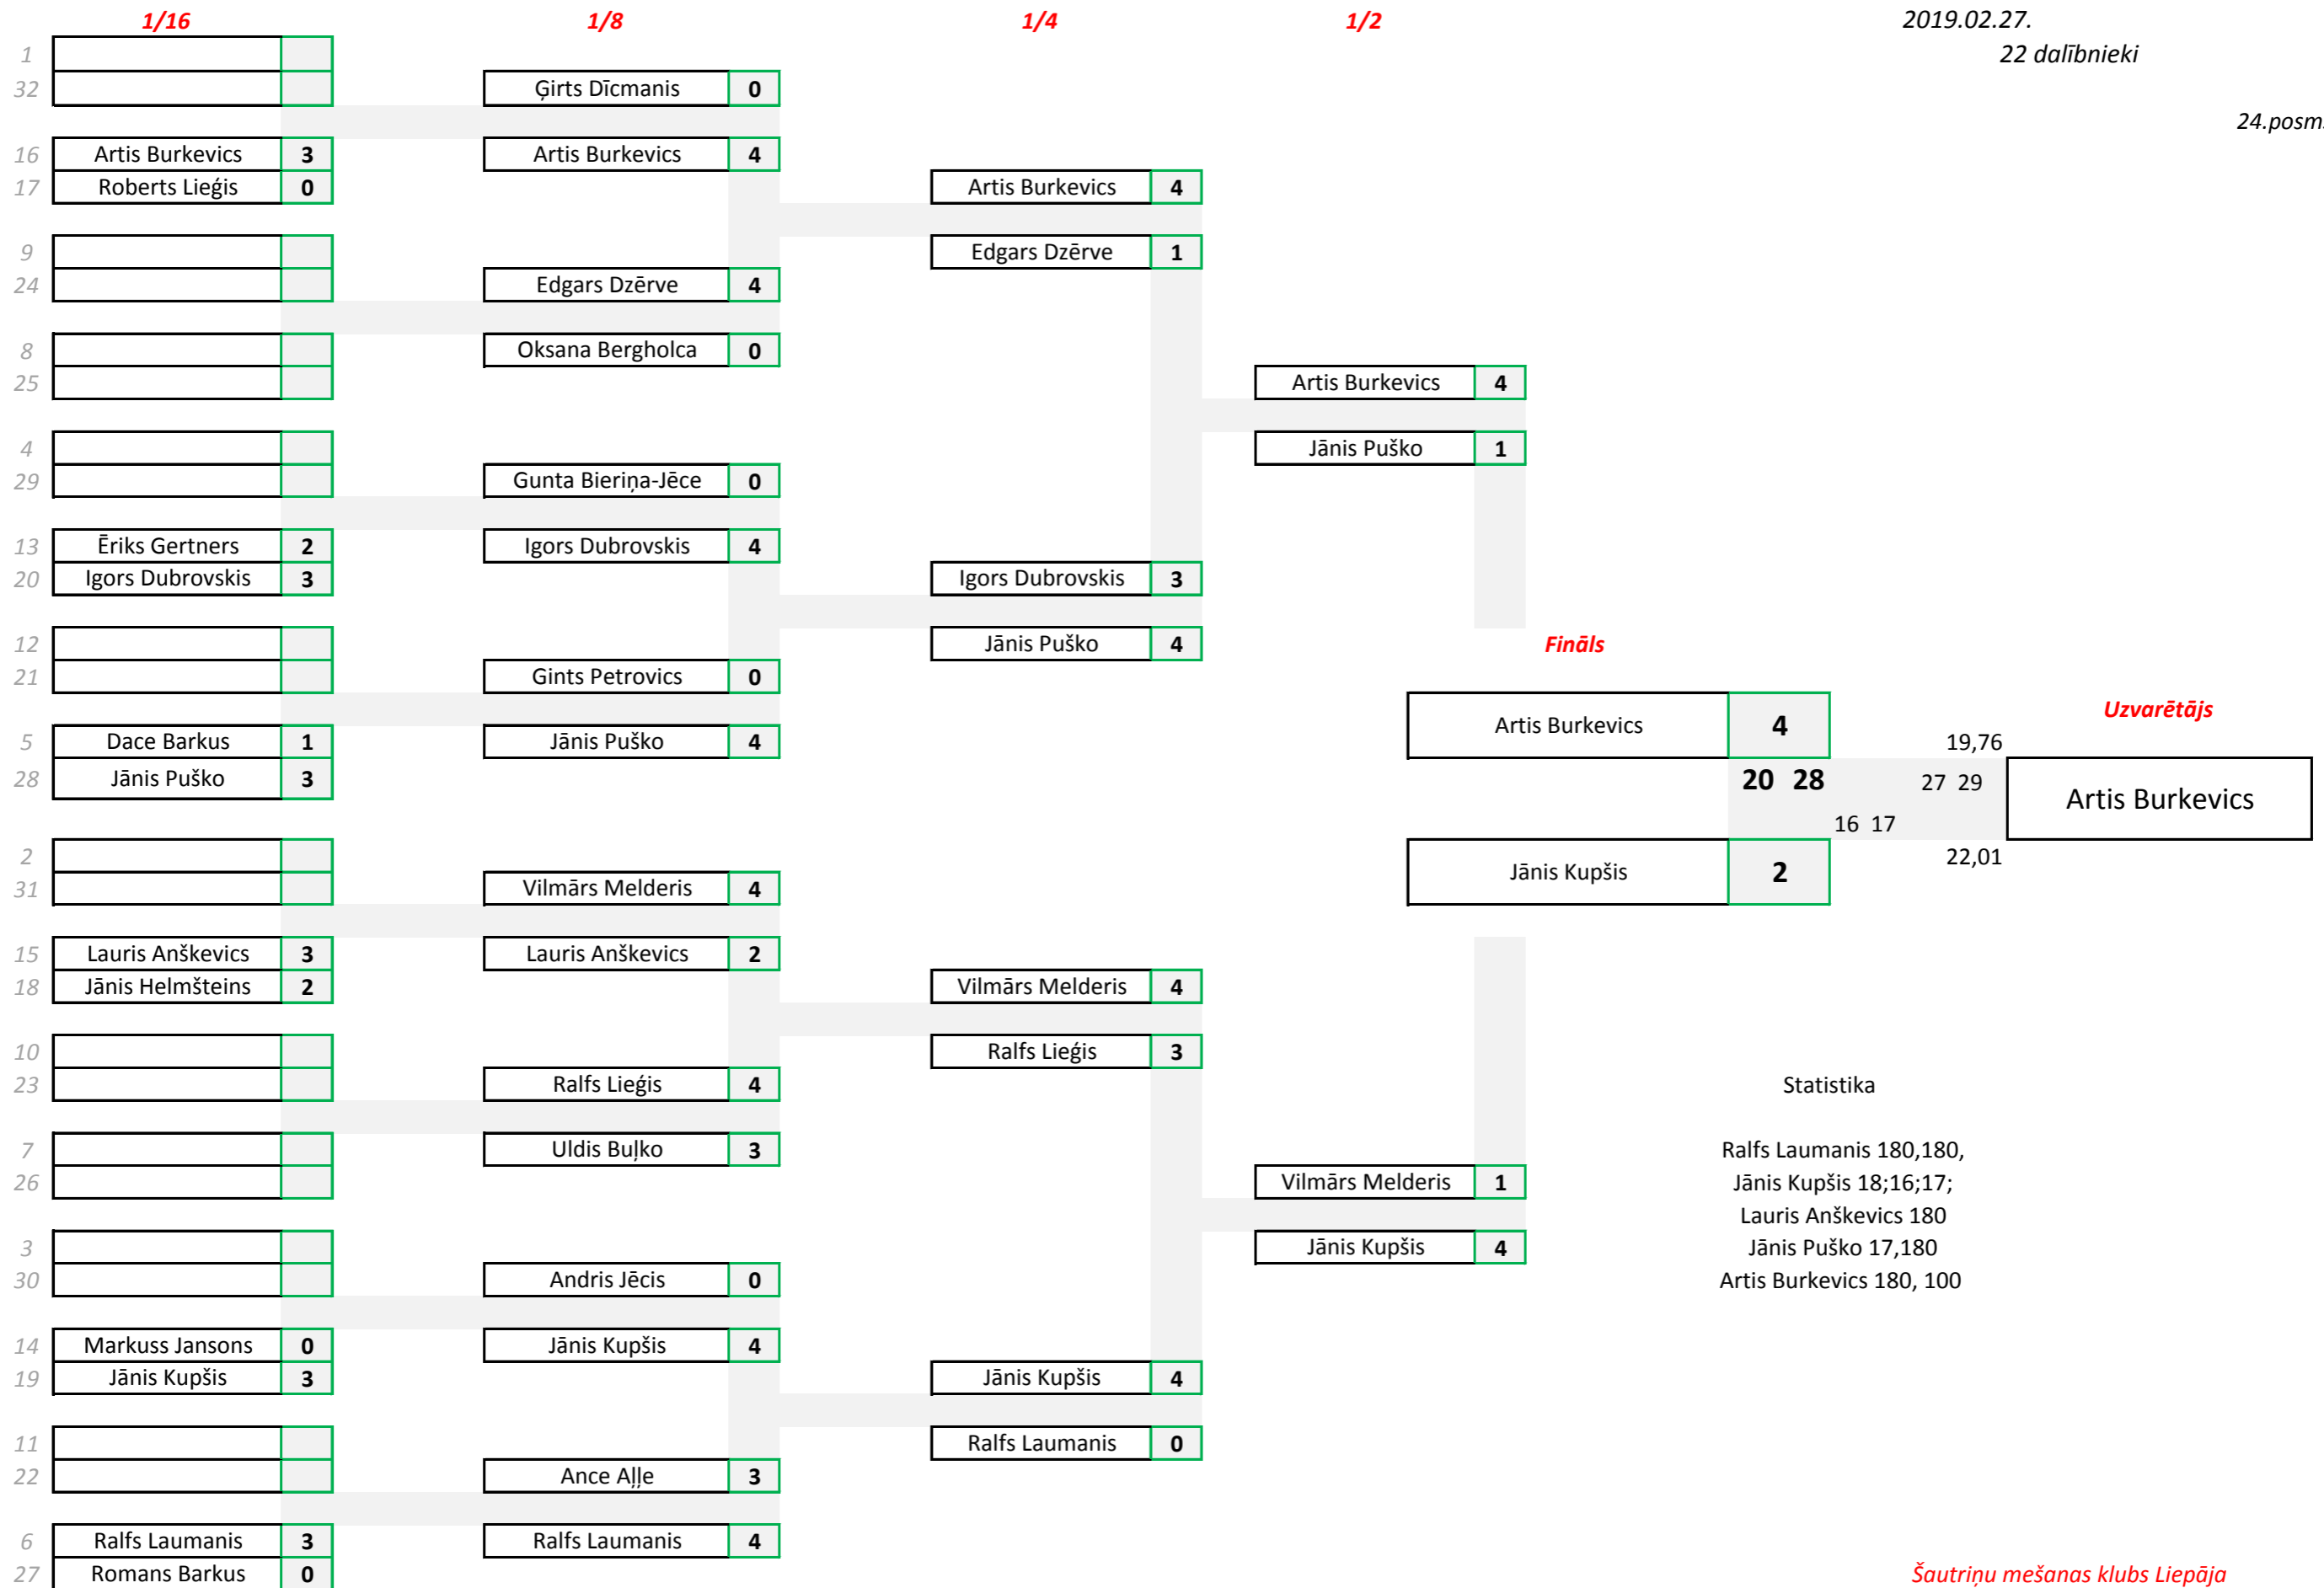 1/16 1/8 1/4 1/2 2019.02.27.
1 22 dalībnieki
32 Ģirts Dīcmanis 0
24.posm
16 Artis Burkevics 3 Artis Burkevics 4
17 Roberts Lieģis 0 Artis Burkevics 4
9 Edgars Dzērve 1
24 Edgars Dzērve 4
8 Oksana Bergholca 0
25 Artis Burkevics 4
4 Jānis Puško 1
29 Gunta Bieriņa-Jēce 0
13 Ēriks Gertners 2 Igors Dubrovskis 4
20 Igors Dubrovskis 3 Igors Dubrovskis 3
12 Jānis Puško 4 Fināls
21 Gints Petrovics 0
Uzvarētājs
5 Dace Barkus 1 Jānis Puško 4 Artis Burkevics 4 19,76
28 Jānis Puško 3 20 28 27 29 Artis Burkevics
16 17
2 22,01
31 Vilmārs Melderis 4 Jānis Kupšis 2
15 Lauris Anškevics 3 Lauris Anškevics 2
18 Jānis Helmšteins 2 Vilmārs Melderis 4
10 Ralfs Lieģis 3
23 Ralfs Lieģis 4 Statistika
7 Uldis Buļko 3 Ralfs Laumanis 180,180,
26 Vilmārs Melderis 1 Jānis Kupšis 18;16;17;
Lauris Anškevics 180
3 Jānis Kupšis 4 Jānis Puško 17,180
30 Andris Jēcis 0 Artis Burkevics 180, 100
14 Markuss Jansons 0 Jānis Kupšis 4
19 Jānis Kupšis 3 Jānis Kupšis 4
11 Ralfs Laumanis 0
22 Ance Aļļe 3
6 Ralfs Laumanis 3 Ralfs Laumanis 4
27 Romans Barkus 0 Šautriņu mešanas klubs Liepāja